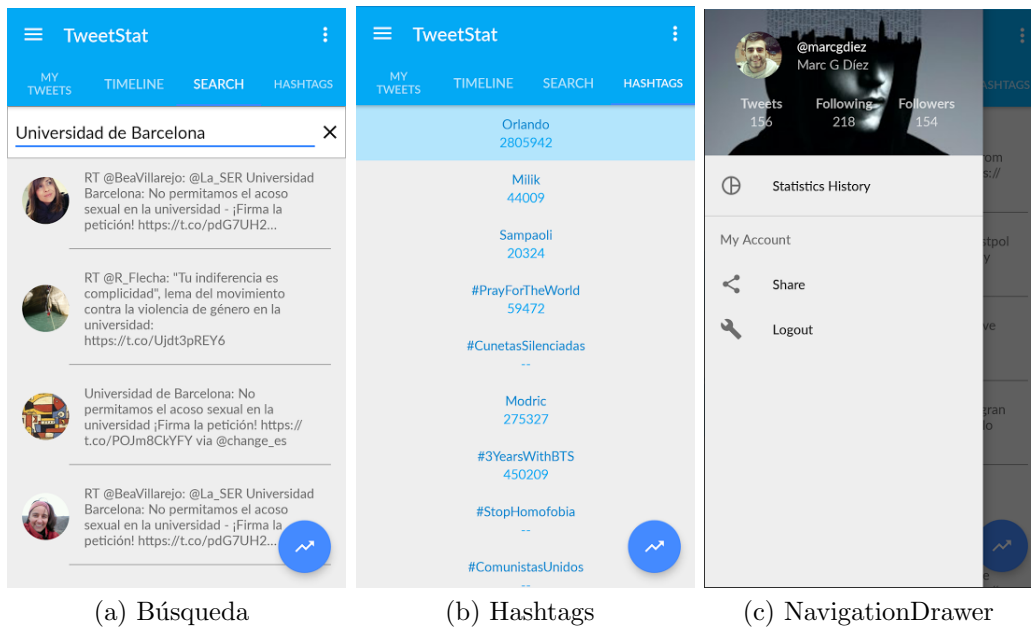 TweetStat
MY
TWEETS
TIMELINE
SEARCH
HASHTAGS
Universidad de Barcelona
RT @BeaVillarejo: @La_SER Universidad
Barcelona: No permitamos el acoso
sexual en la universidad - ¡Firma la
petición! https://t.co/pdG7UH2...
RT @R_Flecha: "Tu indiferencia es
complicidad", lema del movimiento
contra la violencia de género en la
universidad:
https://t.co/Ujdt3pREY6
Universidad de Barcelona: No
permitamos el acoso sexual en la
universidad ¡Firma la petición! https://
t.co/POJm8CkYFY via @change_es
RT @BeaVillarejo: @La_SER Universidad
Barcelona: No permitamos el acoso
sexual en la universidad - ¡Firma la
petición! https://t.co/pdG7UH2...
(a) Búsqueda
TweetStat
MY
TWEETS
TIMELINE
SEARCH
HASHTAGS
Orlando
2805942
Milik
44009
Sampaoli
20324
#PrayForTheWorld
59472
#CunetasSilenciadas
--
Modric
275327
#3YearsWithBTS
450209
#StopHomofobia
--
#ComunistasUnidos
--
(b) Hashtags
@marcgdiez
Marc G Díez
Tweets Following Followers
156 218 154
Statistics History
My Account
Share
Logout
SHTAGS
om
s://
stpol
y
ve
gran
lo
e
(c) NavigationDrawer